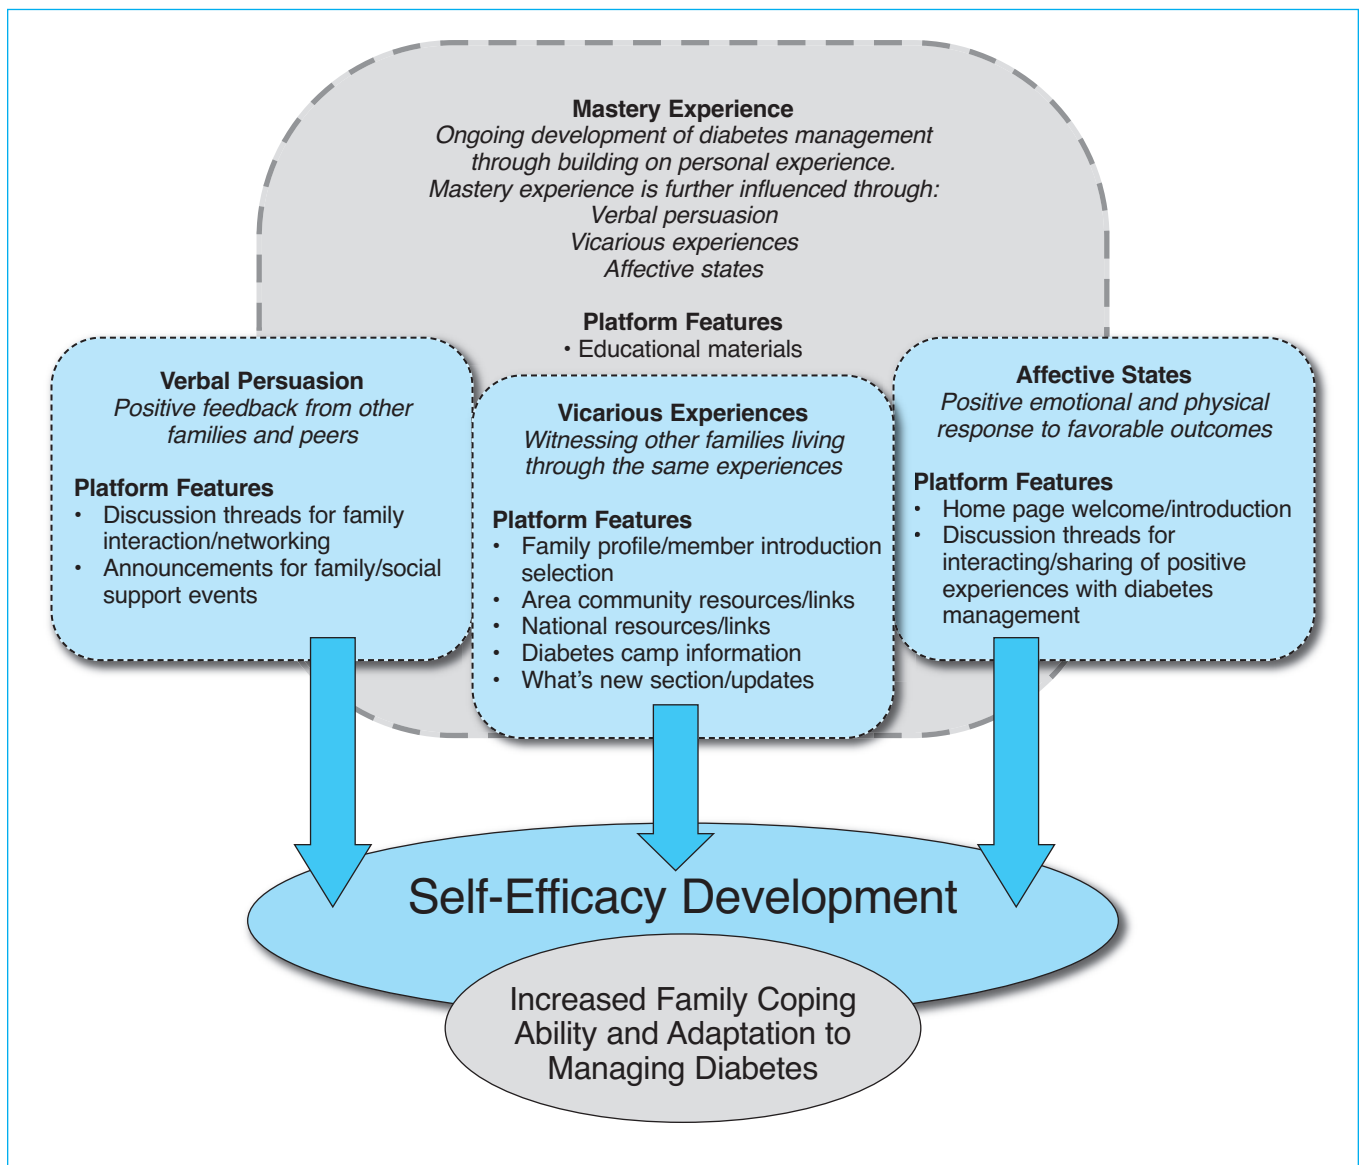 Mastery Experience
Ongoing development of diabetes management
through building on personal experience.
Mastery experience is further influenced through:
Verbal persuasion
Vicarious experiences
Affective states
Platform Features
• Educational materials
Verbal Persuasion
Positive feedback from other
families and peers
Platform Features
• Discussion threads for family
interaction/networking
• Announcements for family/social
support events
Vicarious Experiences
Witnessing other families living
through the same experiences
Platform Features
• Family profile/member introduction
selection
• Area community resources/links
• National resources/links
• Diabetes camp information
• What's new section/updates
Affective States
Positive emotional and physical
response to favorable outcomes
Platform Features
• Home page welcome/introduction
• Discussion threads for
interacting/sharing of positive
experiences with diabetes
management
Self-Efficacy Development
Increased Family Coping
Ability and Adaptation to
Managing Diabetes